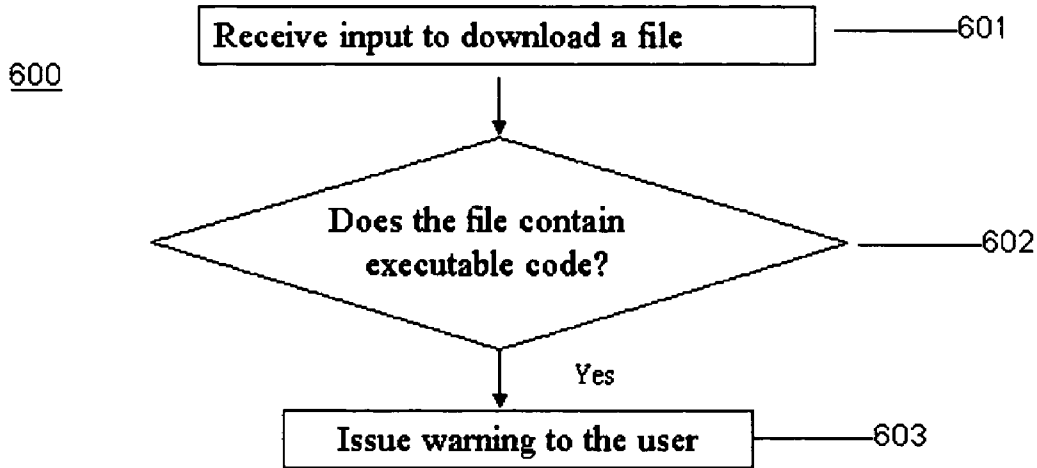 Receive input to download a file
601
600
Does the file contain
executable code?
602
Yes
Issue warning to the user
603